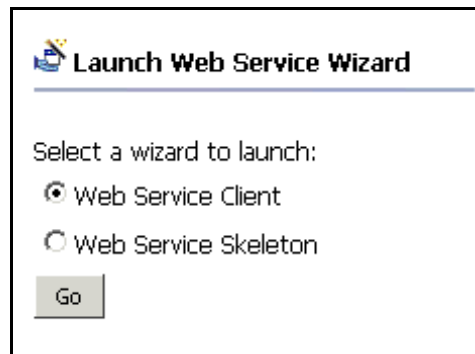 Launch Web Service Wizard
Select a wizard to launch:
Web Service Client
Web Service Skeleton
Go